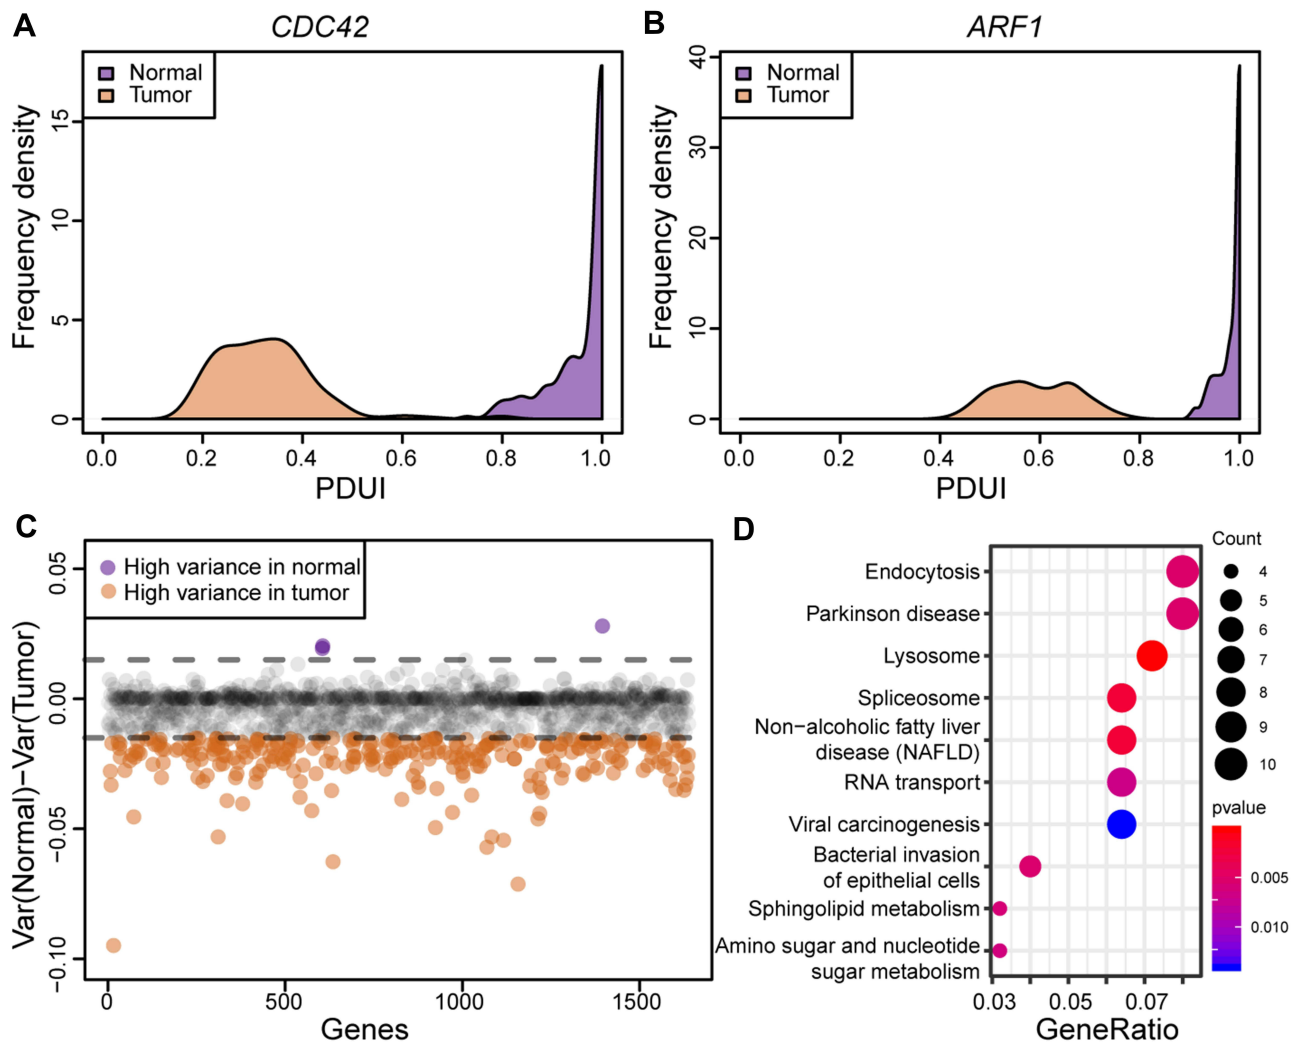 A
CDC42
Normal
Tumor
Frequency density
15
10
5
0
0.0 0.2 0.4 0.6 0.8 1.0
PDUI
B
ARF1
Normal
Tumor
Frequency density
40
30
20
10
0
0.0 0.2 0.4 0.6 0.8 1.0
PDUI
C
High variance in normal
High variance in tumor
Var(Normal)−Var(Tumor)
0.05
0.00
−0.05
−0.10
0 500 1000 1500
Genes
D
Endocytosis
Parkinson disease
Lysosome
Spliceosome
Non−alcoholic fatty liver
disease (NAFLD)
RNA transport
Viral carcinogenesis
Bacterial invasion
of epithelial cells
Sphingolipid metabolism
Amino sugar and nucleotide
sugar metabolism
0.03 0.05 0.07
GeneRatio
Count
4
5
6
7
8
9
10
pvalue
0.005
0.010